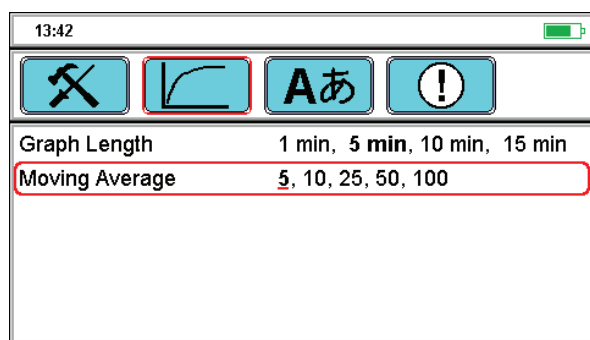 13:42
Aあ
Graph Length 1 min, 5 min, 10 min, 15 min
Moving Average 5, 10, 25, 50, 100